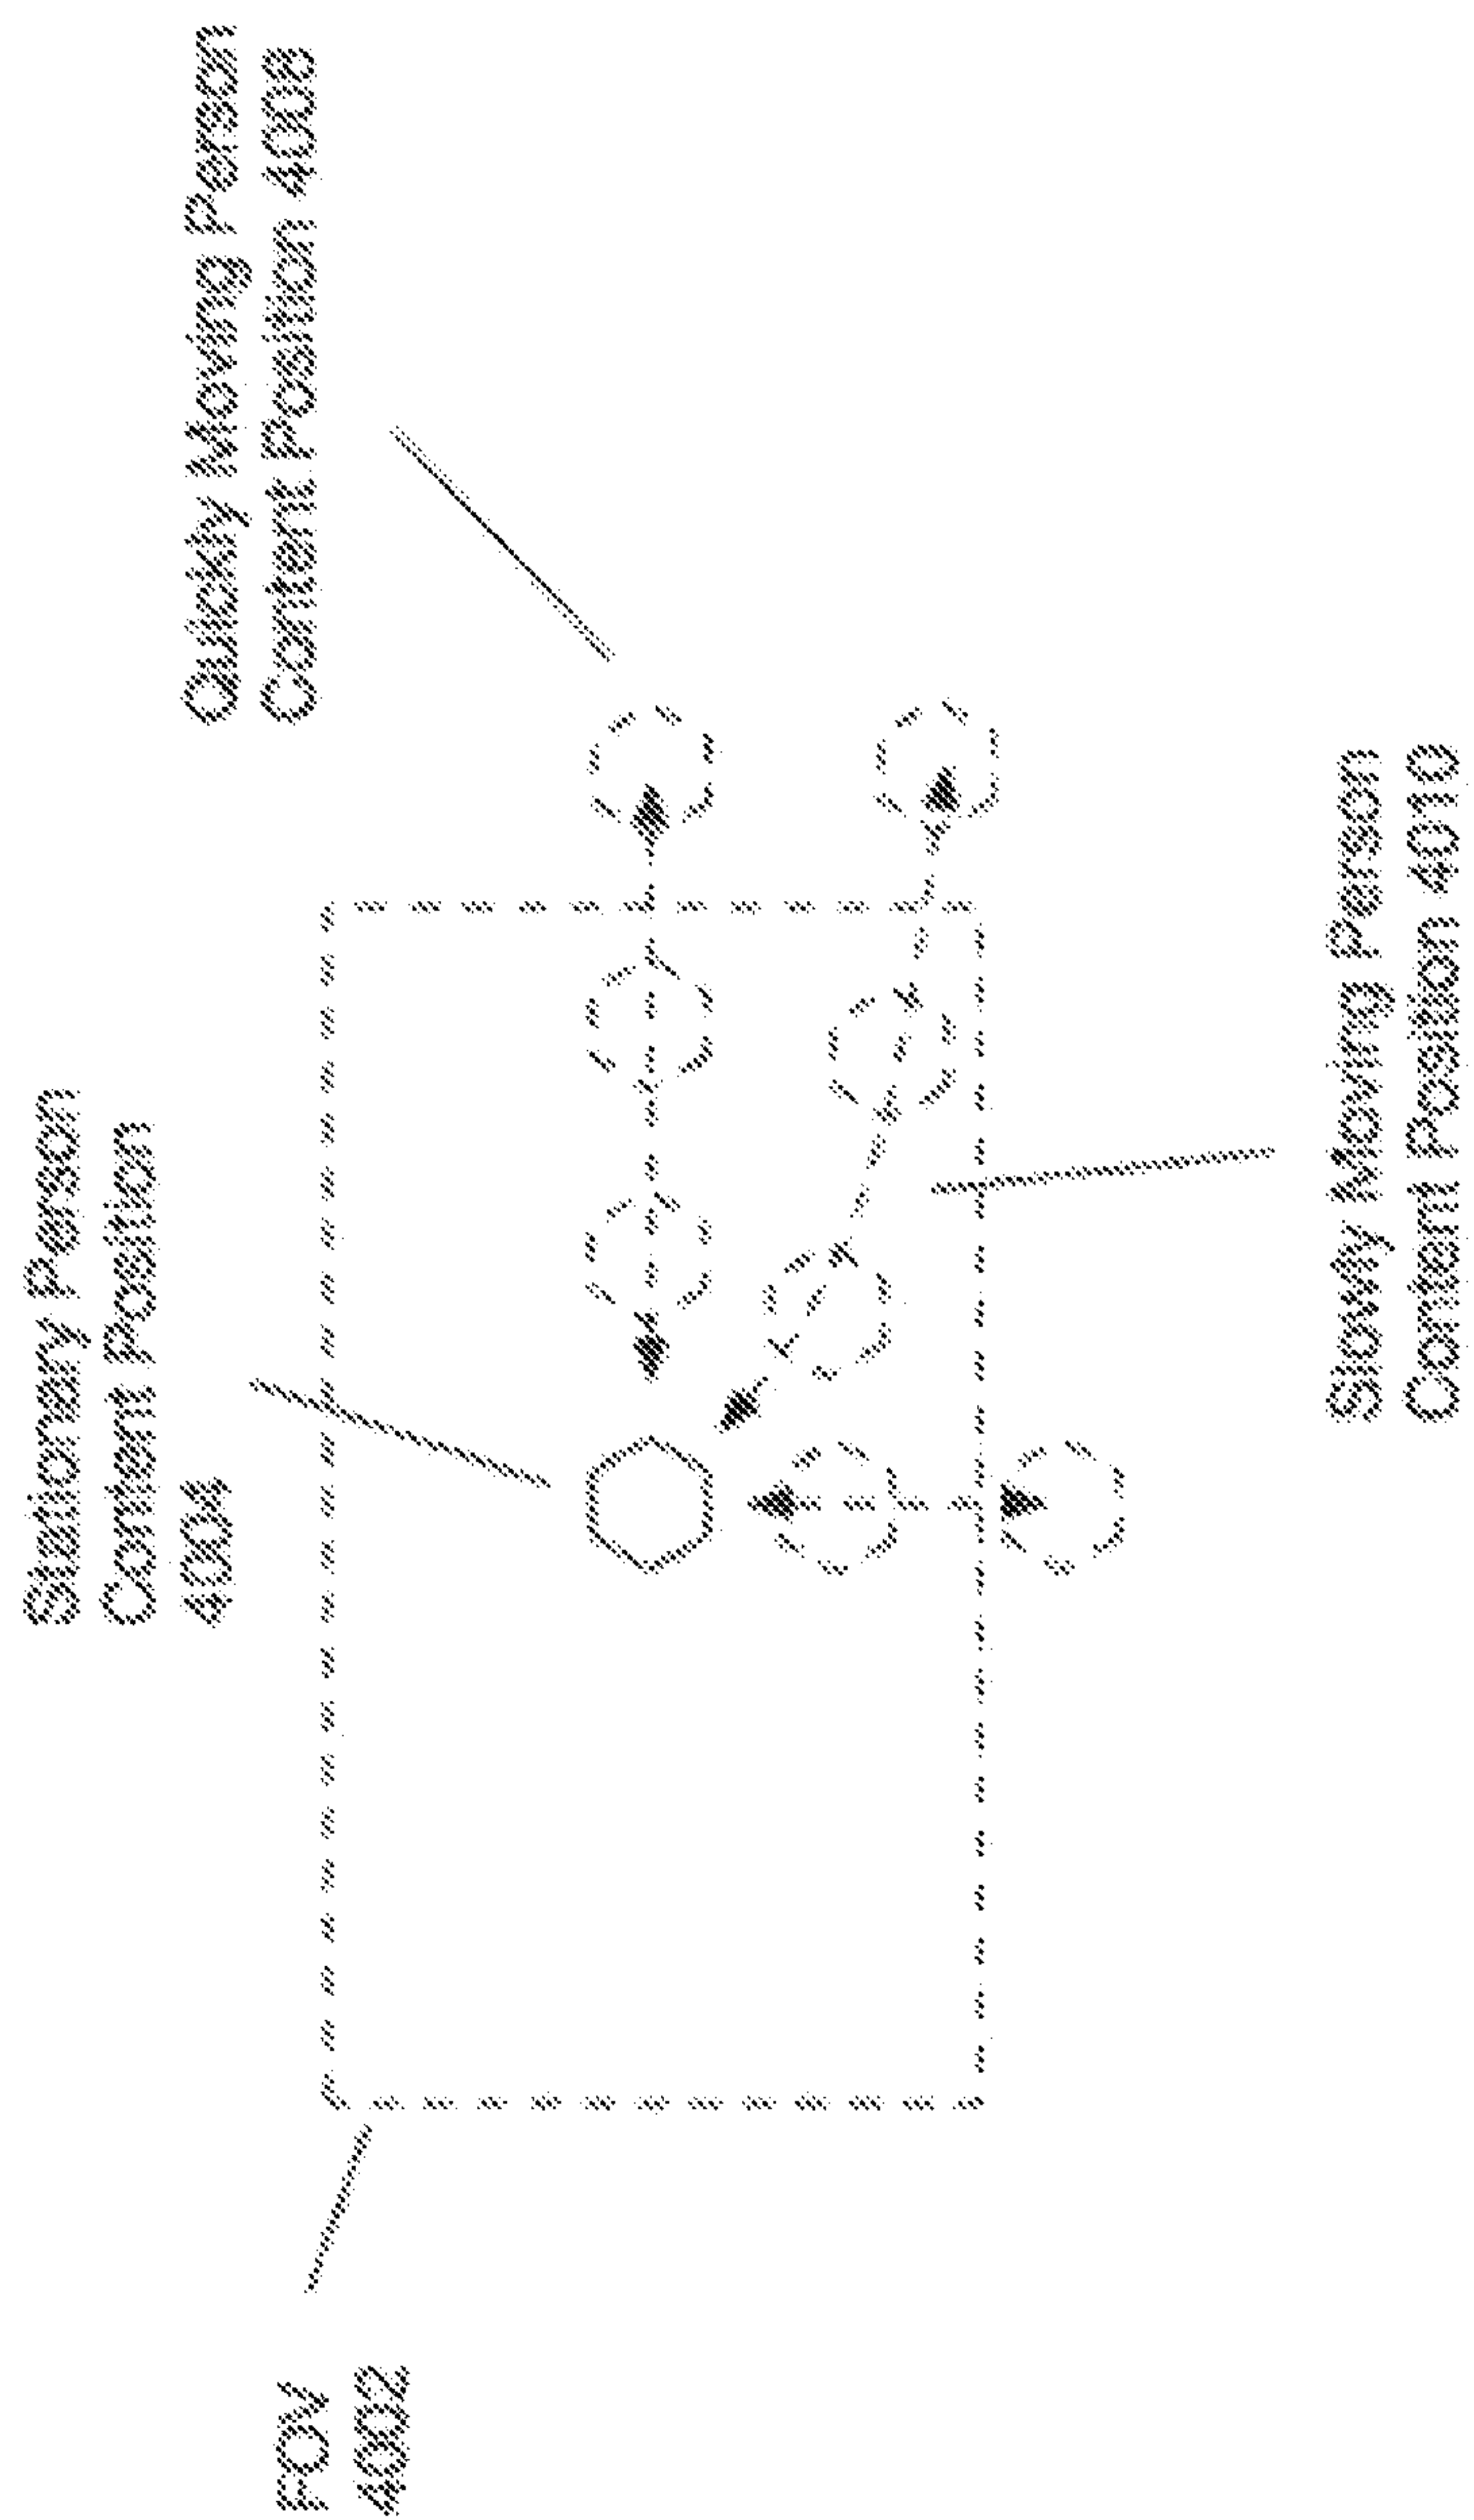 Stationary Person
Content Position
4004
Quickly Moving Person
Content Position 4008
FOV
4002
Slowly Moving Person
Content Position 4010